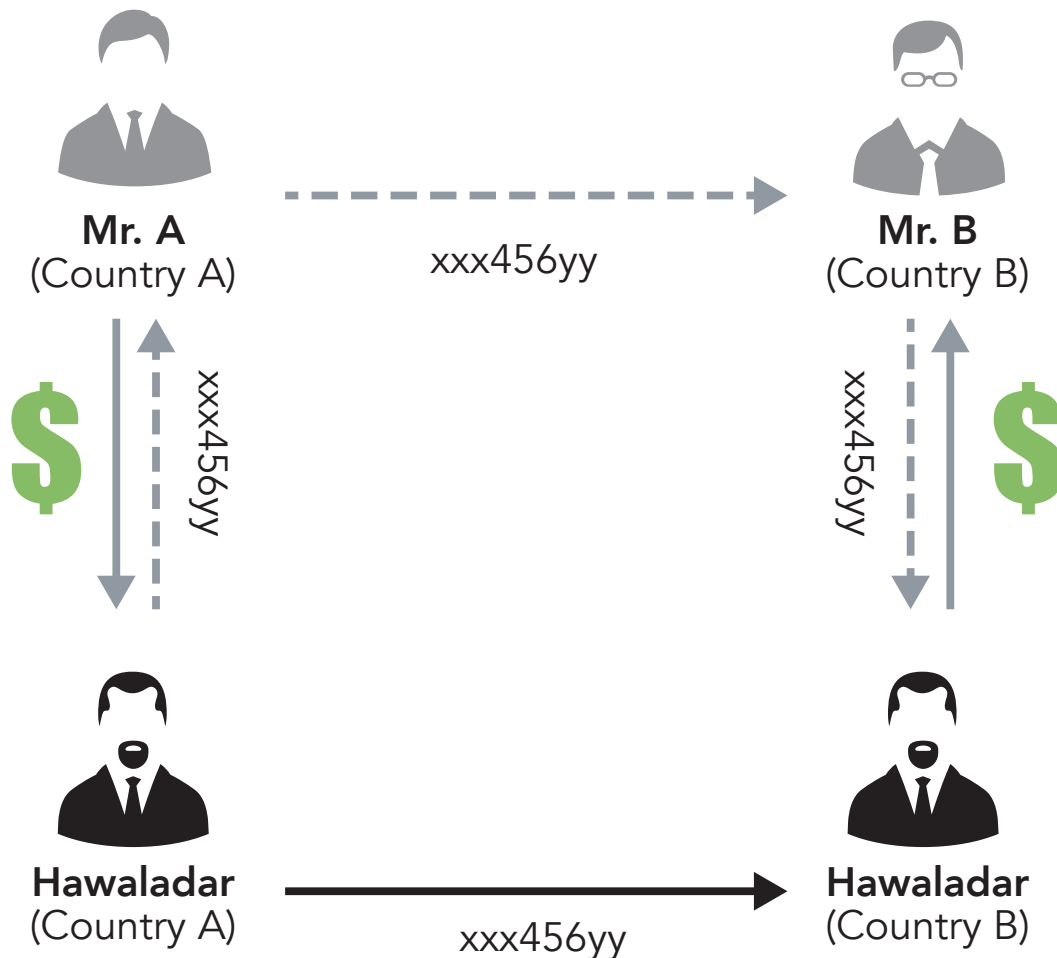 Mr. A
(Country A)
xxx456yy
Mr. B
(Country B)
$
xxx456yy
xxx456yy
$
Hawaladar
(Country A)
xxx456yy
Hawaladar
(Country B)